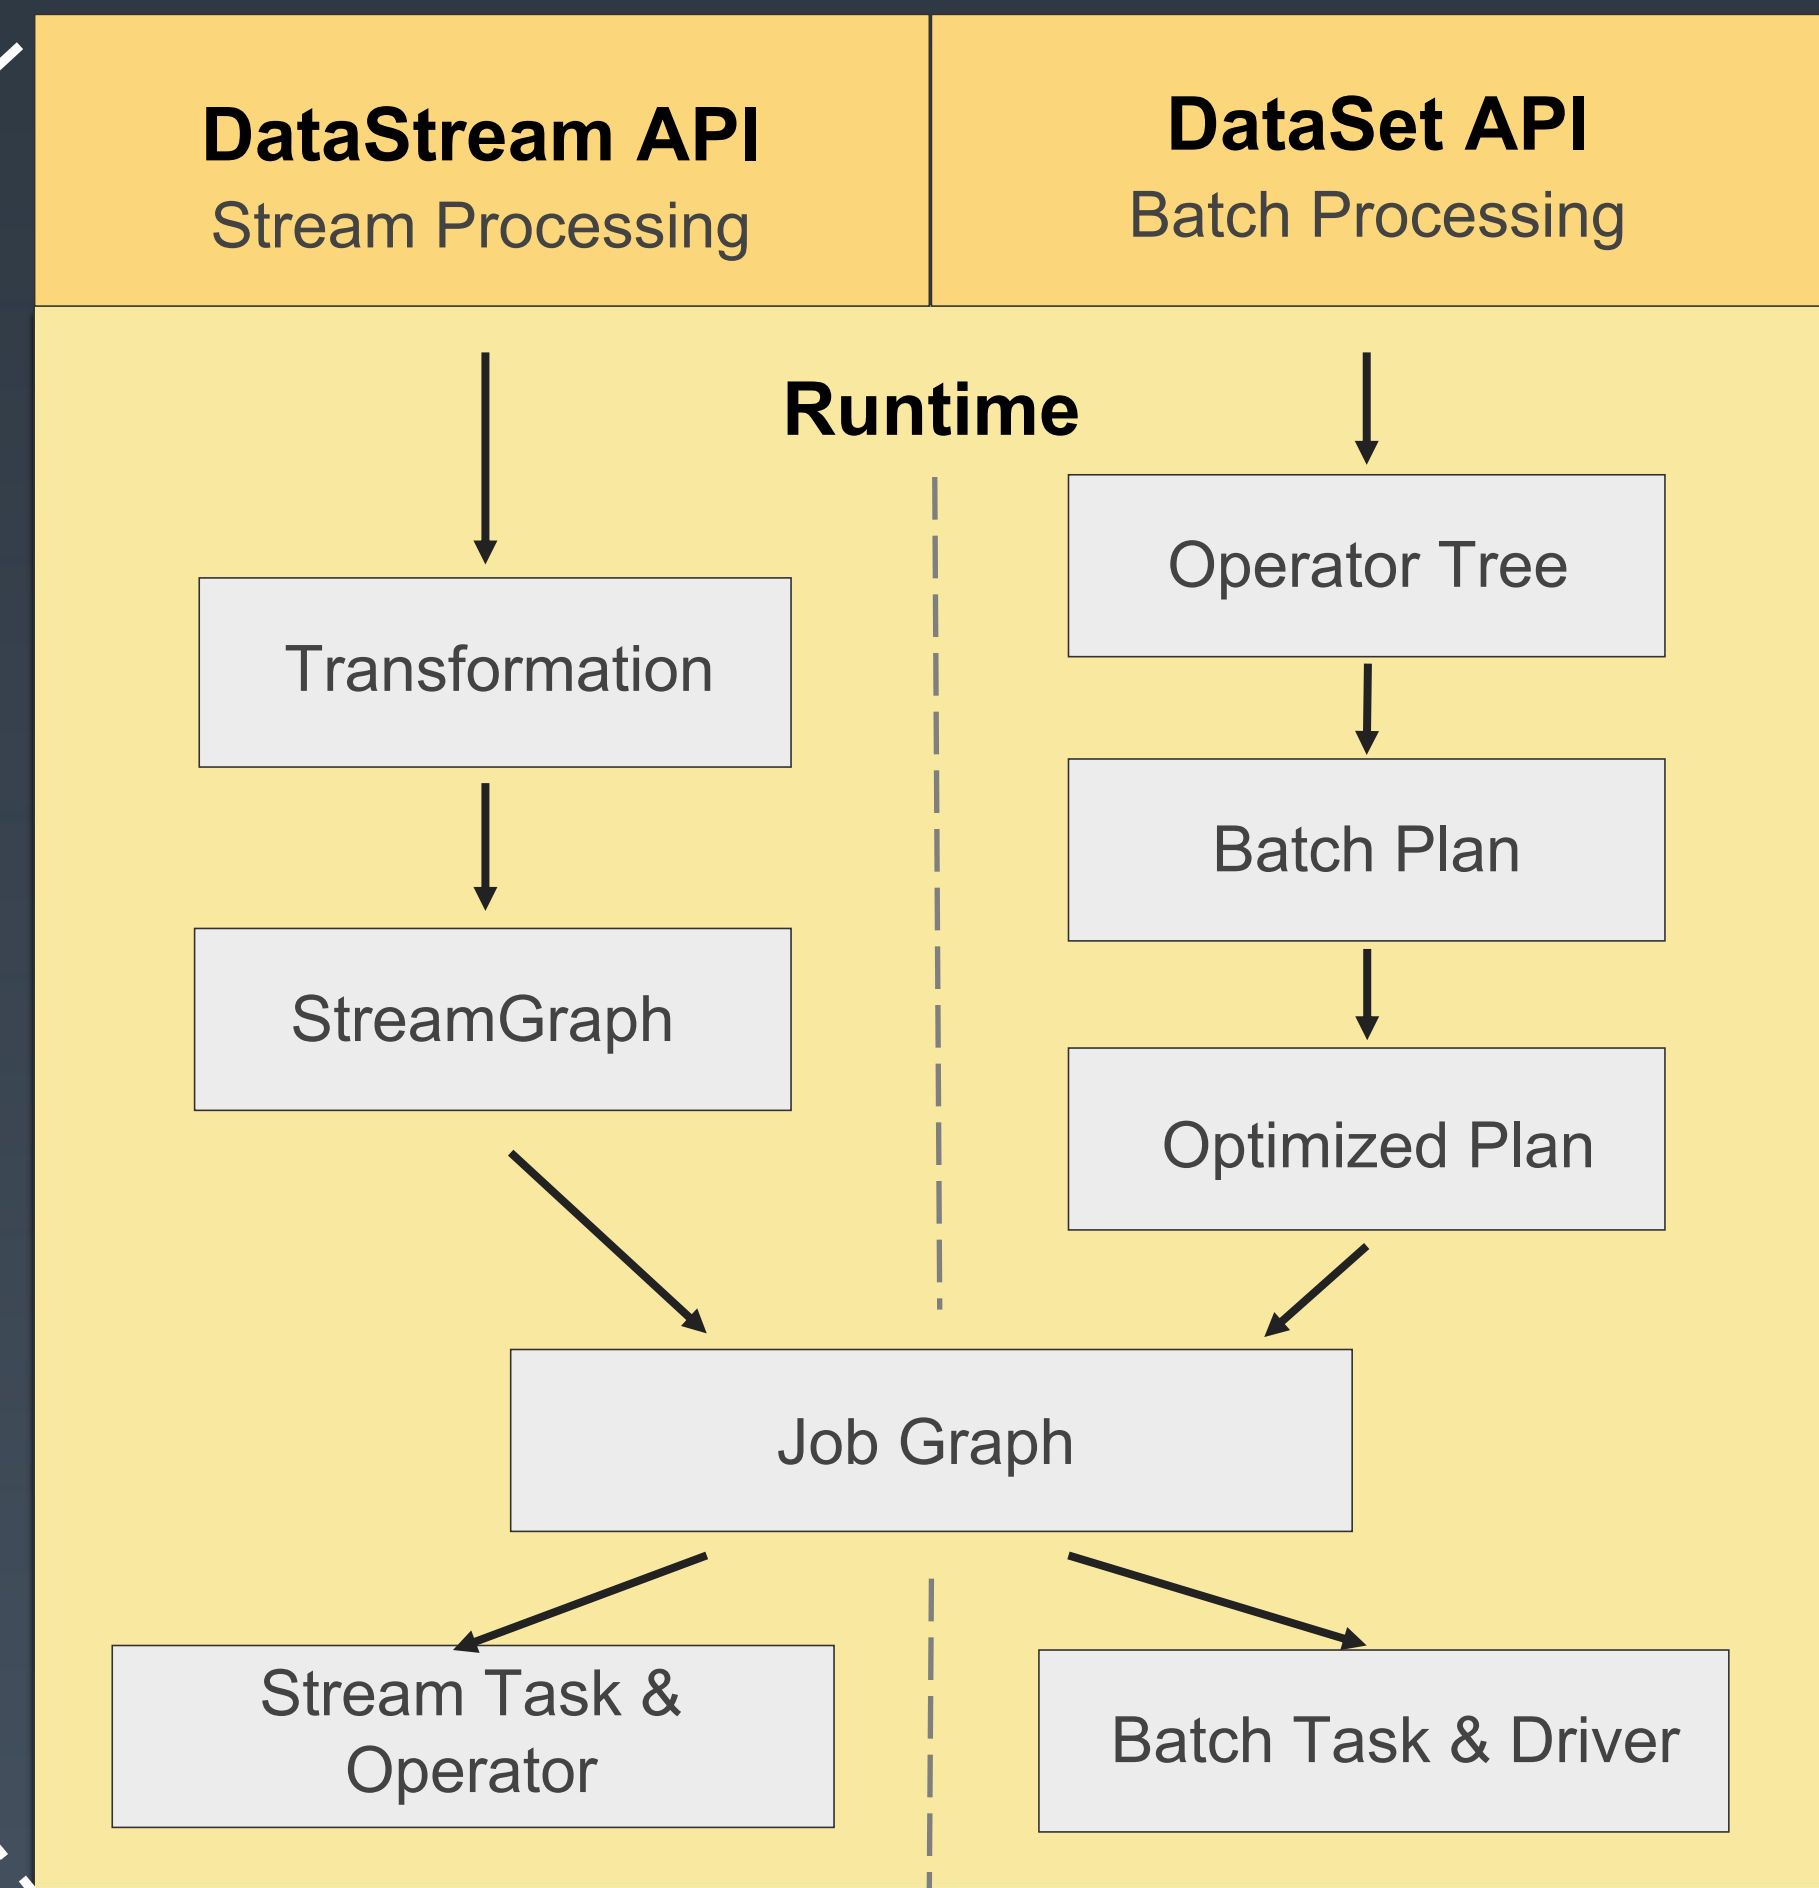 DataStream API
Stream Processing
DataSet API
Batch Processing
Runtime
Transformation
StreamGraph
Operator Tree
Batch Plan
Optimized Plan
Job Graph
Stream Task &
Operator
Batch Task & Driver